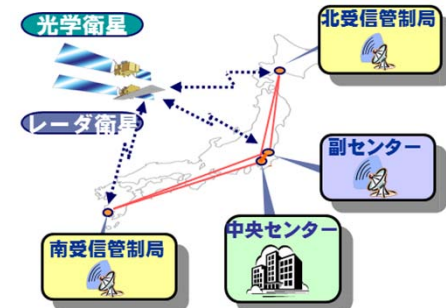 光学衛星
北受信管制局
レーダ衛星
副センター
中央センター
南受信管制局